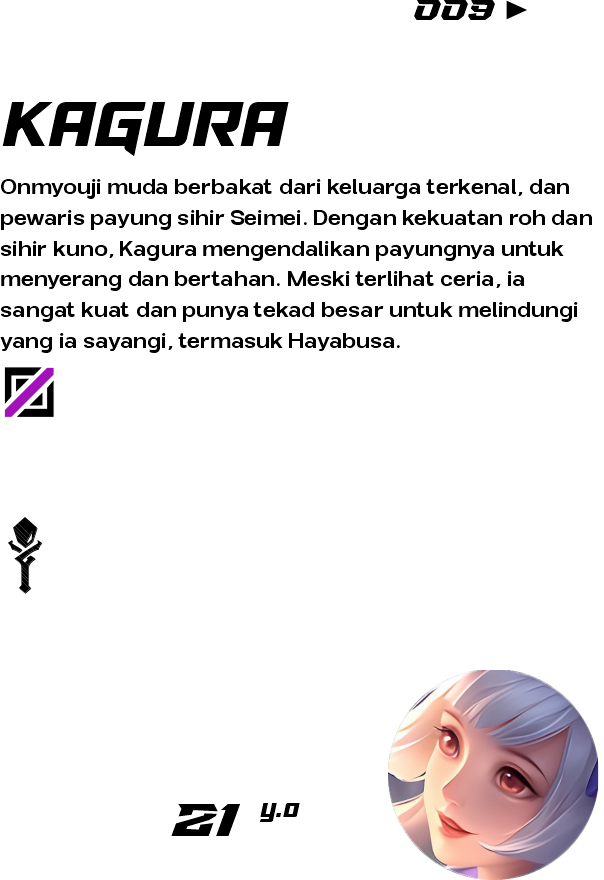 009 ▶
KAGURA
Onmyouji muda berbakat dari keluarga terkenal, dan
pewaris payung sihir Seimei. Dengan kekuatan roh dan
sihir kuno, Kagura mengendalikan payungnya untuk
menyerang dan bertahan. Meski terlihat ceria, ia
sangat kuat dan punya tekad besar untuk melindungi
yang ia sayangi, termasuk Hayabusa.
21 y.o